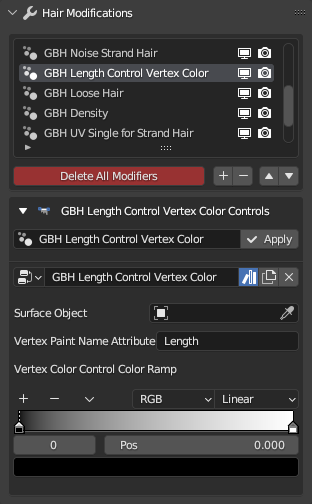 Hair Modifications
GBH Noise Strand Hair
GBH Length Control Vertex Color
GBH Loose Hair
GBH Density
GBH UV Single for Strand Hair
Delete All Modifiers
GBH Length Control Vertex Color Controls
GBH Length Control Vertex Color Apply
GBH Length Control Vertex Color
Surface Object
Vertex Paint Name Attribute Length
Vertex Color Control Color Ramp
RGB Linear
0 Pos 0.000